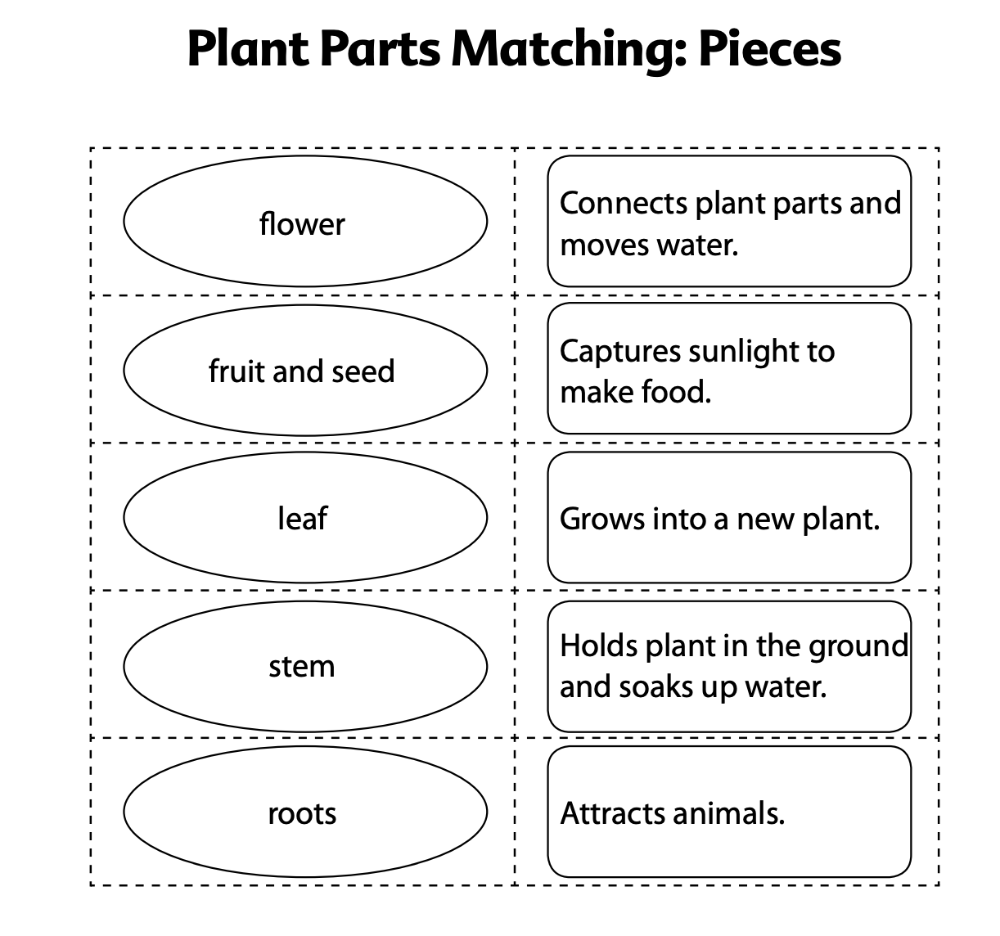 Plant Parts Matching: Pieces
flower
Connects plant parts and
moves water.
fruit and seed
Captures sunlight to
make food.
leaf
Grows into a new plant.
stem
Holds plant in the ground
and soaks up water.
roots
Attracts animals.